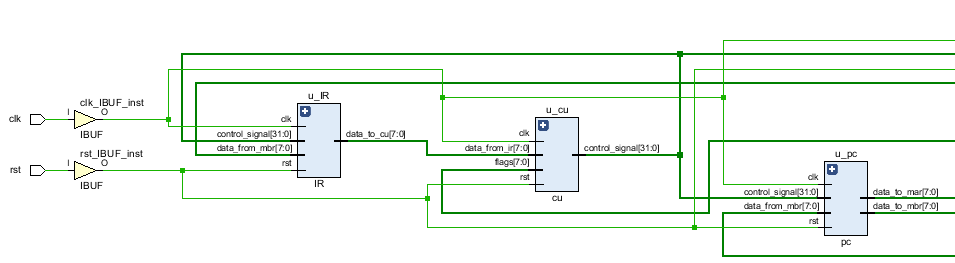 clk
I
clk_IBUF_inst
O
IBUF
rst
I
rst_IBUF_inst
O
IBUF
u_IR
clk
control_signal[31:0]
data_from_mbr[7:0]
rst
data_to_cu[7:0]
IR
u_cu
clk
data_from_ir[7:0]
flags[7:0]
rst
control_signal[31:0]
cu
u_pc
clk
control_signal[31:0]
data_from_mbr[7:0]
rst
data_to_mar[7:0]
data_to_mbr[7:0]
pc